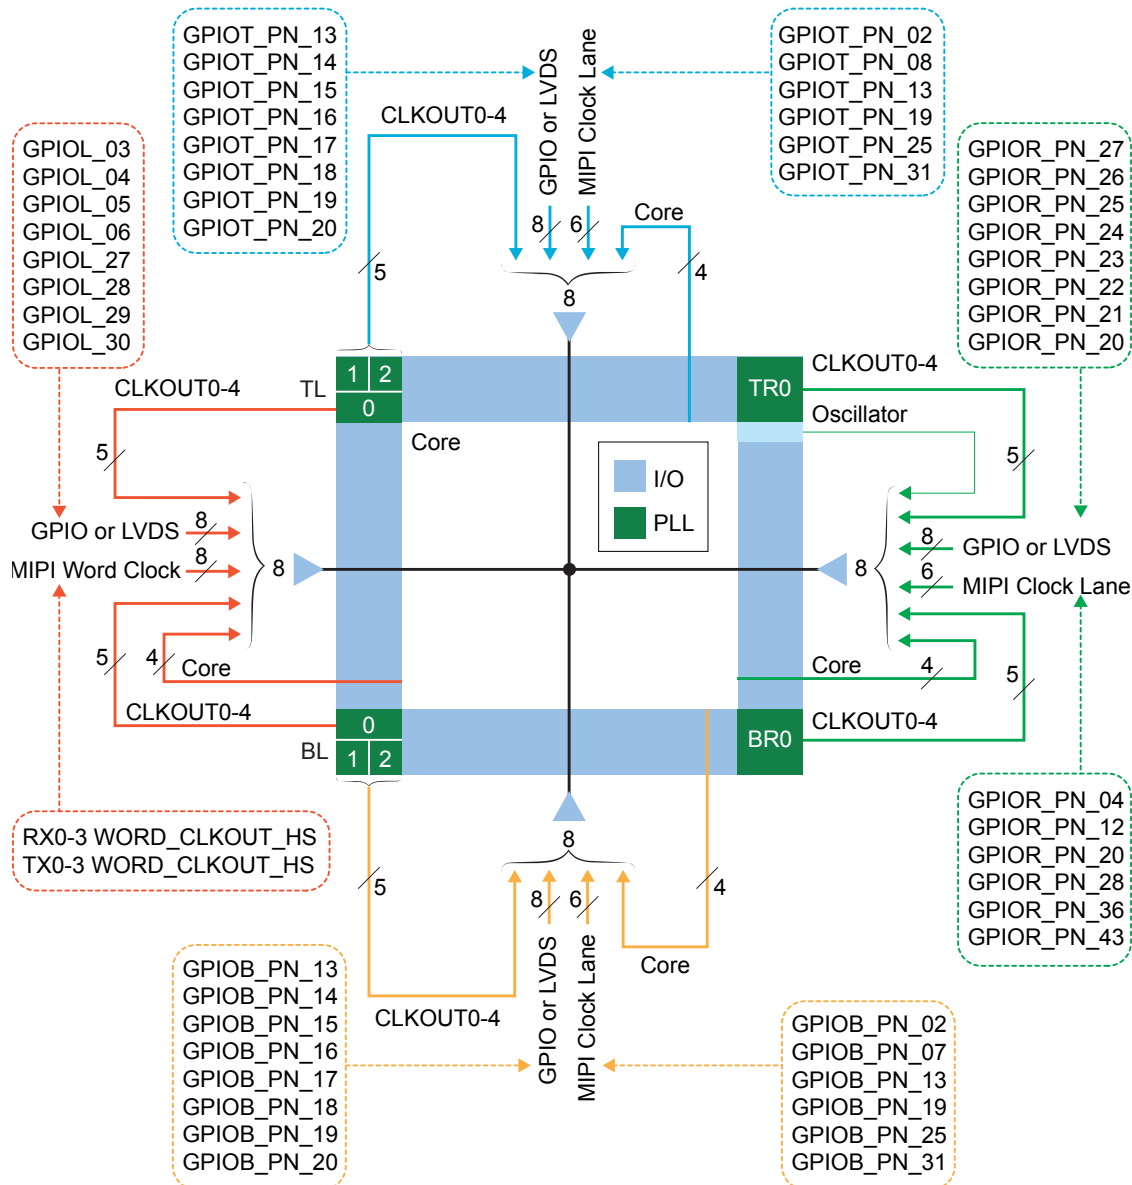 GPIOT_PN_13
GPIOT_PN_14
GPIOT_PN_15
GPIOT_PN_16
GPIOT_PN_17
GPIOT_PN_18
GPIOT_PN_19
GPIOT_PN_20
GPIO or LVDS
MIPI Clock Lane
GPIOT_PN_02
GPIOT_PN_08
GPIOT_PN_13
GPIOT_PN_19
GPIOT_PN_25
GPIOT_PN_31
CLKOUT0-4
8
6
Core
5
4
8
GPIOL_03
GPIOL_04
GPIOL_05
GPIOL_06
GPIOL_27
GPIOL_28
GPIOL_29
GPIOL_30
GPIOR_PN_27
GPIOR_PN_26
GPIOR_PN_25
GPIOR_PN_24
GPIOR_PN_23
GPIOR_PN_22
GPIOR_PN_21
GPIOR_PN_20
CLKOUT0-4
TL
1 2
0
TR0
CLKOUT0-4
Oscillator
Core
I/O
PLL
5
5
GPIO or LVDS
8
MIPI Word Clock
8
8
8
8
GPIO or LVDS
6
MIPI Clock Lane
5
4
Core
CLKOUT0-4
Core
4
5
CLKOUT0-4
BL
0
1 2
BR0
RX0-3 WORD_CLKOUT_HS
TX0-3 WORD_CLKOUT_HS
GPIOR_PN_04
GPIOR_PN_12
GPIOR_PN_20
GPIOR_PN_28
GPIOR_PN_36
GPIOR_PN_43
8
5
8
6
4
Core
CLKOUT0-4
GPIO or LVDS
MIPI Clock Lane
GPIOB_PN_13
GPIOB_PN_14
GPIOB_PN_15
GPIOB_PN_16
GPIOB_PN_17
GPIOB_PN_18
GPIOB_PN_19
GPIOB_PN_20
GPIOB_PN_02
GPIOB_PN_07
GPIOB_PN_13
GPIOB_PN_19
GPIOB_PN_25
GPIOB_PN_31